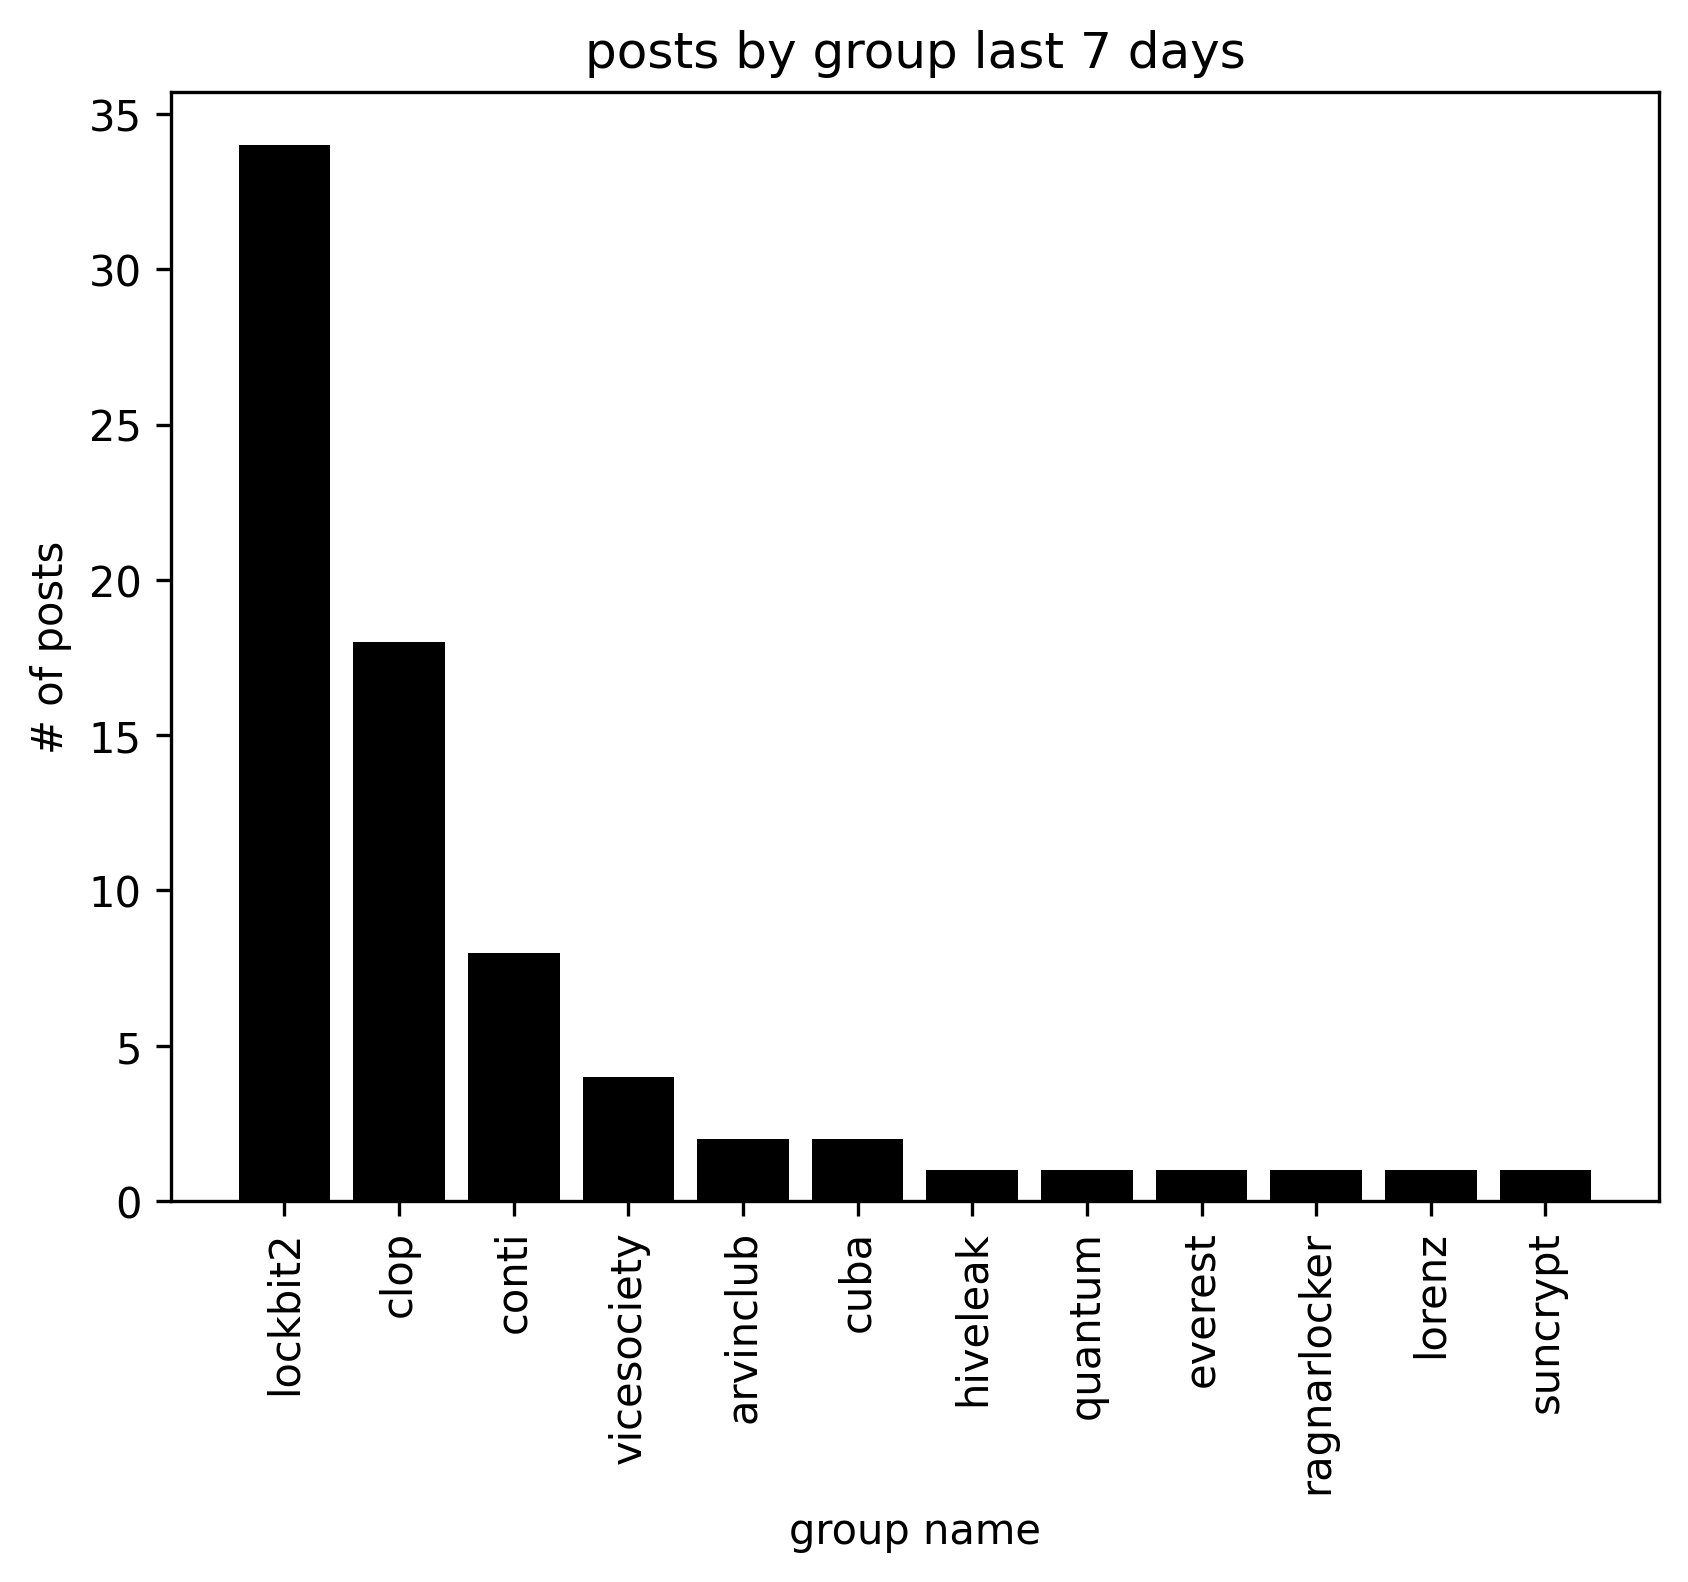 posts by group last 7 days
35
30
25
20
15
10
5
0
# of posts
lockbit2
clop
conti
vicesociety
arvinclub
cuba
hiveleak
quantum
everest
ragnarlocker
lorenz
suncrypt
group name